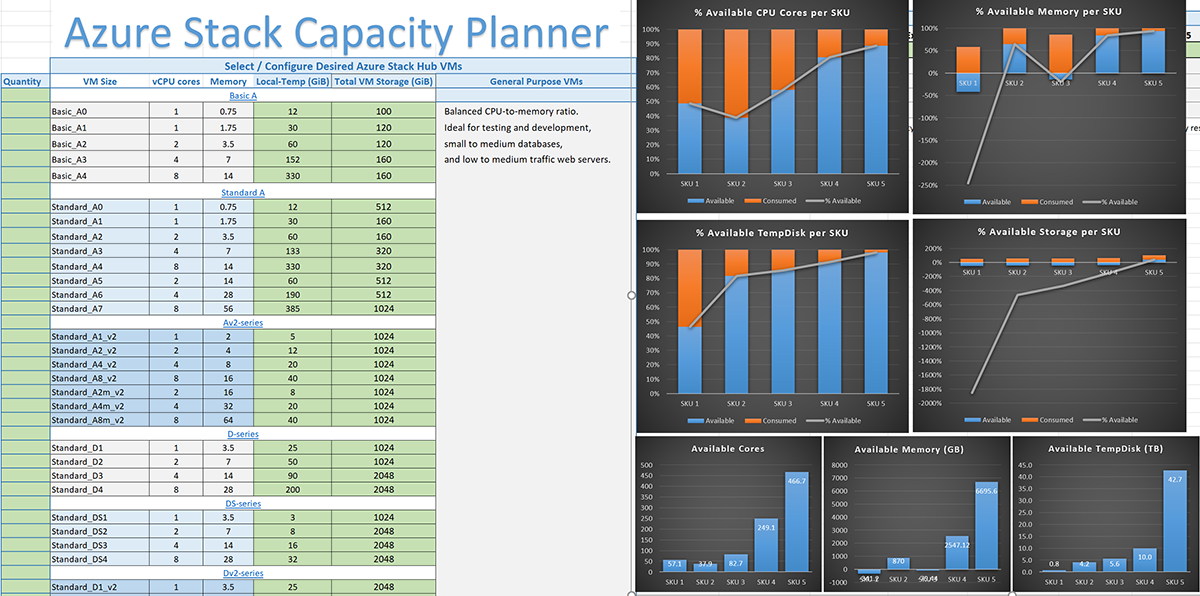 Azure Stack Capacity Planner
Select / Configure Desired Azure Stack Hub VMs
Quantity VM Size vCPU cores Memory Local-Temp (GiB) Total VM Storage (GiB) General Purpose VMs
Basic A
Basic_A0 1 0.75 12 100 Balanced CPU-to-memory ratio.
Basic_A1 1 1.75 30 120 Ideal for testing and development,
Basic_A2 2 3.5 60 120 small to medium databases,
Basic_A3 4 7 152 160 and low to medium traffic web servers.
Basic_A4 8 14 330 160
Standard A
Standard_A0 1 0.75 12 512
Standard_A1 1 1.75 30 160
Standard_A2 2 3.5 60 160
Standard_A3 4 7 133 320
Standard_A4 8 14 330 320
Standard_A5 2 14 60 512
Standard_A6 4 28 190 512
Standard_A7 8 56 385 1024
Av2-series
Standard_A1_v2 1 2 5 1024
Standard_A2_v2 2 4 12 1024
Standard_A4_v2 4 8 20 1024
Standard_A8_v2 8 16 40 1024
Standard_A2m_v2 2 16 8 1024
Standard_A4m_v2 4 32 20 1024
Standard_A8m_v2 8 64 40 1024
D-series
Standard_D1 1 3.5 25 1024
Standard_D2 2 7 50 1024
Standard_D3 4 14 90 2048
Standard_D4 8 28 200 2048
DS-series
Standard_DS1 1 3.5 3 1024
Standard_DS2 2 7 8 2048
Standard_DS3 4 14 16 2048
Standard_DS4 8 28 32 2048
Dv2-series
Standard_D1_v2 1 3.5 25 2048
% Available CPU Cores per SKU
100%
90%
80%
70%
60%
50%
40%
30%
20%
10%
0%
SKU 1 SKU 2 SKU 3 SKU 4 SKU 5
Available Consumed % Available
% Available Memory per SKU
100%
50%
0%
-50%
-100%
-150%
-200%
-250%
SKU 1 SKU 2 SKU 3 SKU 4 SKU 5
Available Consumed % Available
% Available TempDisk per SKU
100%
90%
80%
70%
60%
50%
40%
30%
20%
10%
0%
SKU 1 SKU 2 SKU 3 SKU 4 SKU 5
Available Consumed % Available
% Available Storage per SKU
200%
0%
-200%
-400%
-600%
-800%
-1000%
-1200%
-1400%
-1600%
-1800%
-2000%
SKU 1 SKU 2 SKU 3 SKU 4 SKU 5
Available Consumed % Available
Available Cores
500
450
400
350
300
250
200
150
100
50
0
57.1 37.9 82.7 249.1 466.7
SKU 1 SKU 2 SKU 3 SKU 4 SKU 5
Available Memory (GB)
8000
7000
6000
5000
4000
3000
2000
1000
0
-1000
870 2547.12 6695.6
SKU 2 SKU 4 SKU 5
Available TempDisk (TB)
45.0
40.0
35.0
30.0
25.0
20.0
15.0
10.0
5.0
0.0
0.8 4.2 5.6 10.0 42.7
SKU 1 SKU 2 SKU 3 SKU 4 SKU 5